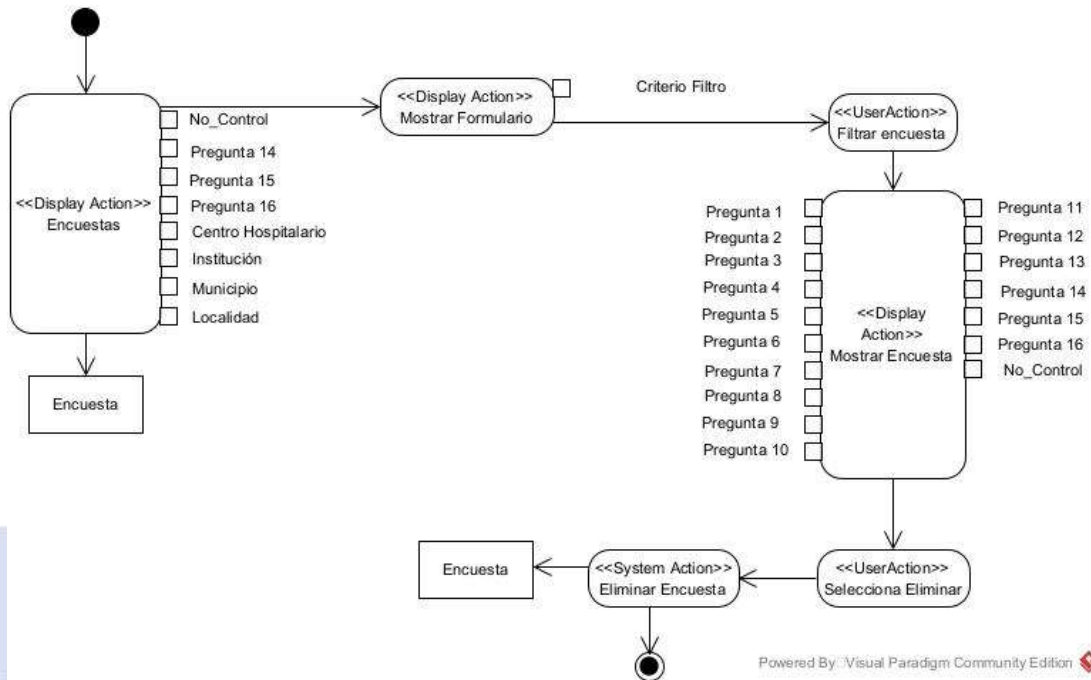 <<Display Action>>
Encuestas
No_Control
Pregunta 14
Pregunta 15
Pregunta 16
Centro Hospitalario
Institución
Municipio
Localidad
Encuesta
<<Display Action>>
Mostrar Formulario
Criterio Filtro
<<UserAction>>
Filtrar encuesta
Pregunta 1
Pregunta 2
Pregunta 3
Pregunta 4
Pregunta 5
Pregunta 6
Pregunta 7
Pregunta 8
Pregunta 9
Pregunta 10
<<Display
Action>>
Mostrar Encuesta
Pregunta 11
Pregunta 12
Pregunta 13
Pregunta 14
Pregunta 15
Pregunta 16
No_Control
<<UserAction>>
Selecciona Eliminar
<<System Action>>
Eliminar Encuesta
Encuesta
Powered By Visual Paradigm Community Edition